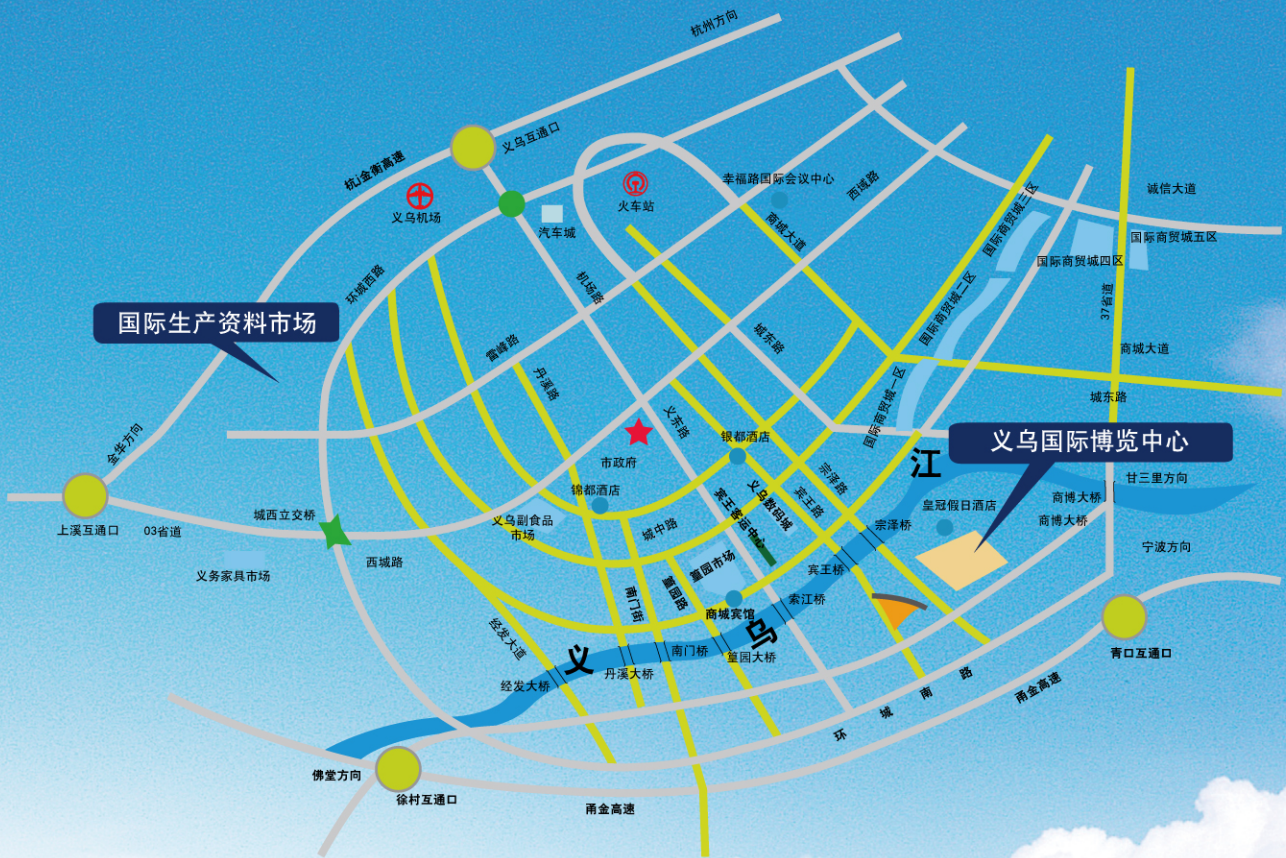 杭州方向
义乌互通口
杭金衢高速
义乌机场
汽车城
火车站
幸福路国际会议中心
西城路
商城大道
诚信大道
国际商贸城三区
国际商贸城五区
国际商贸城四区
国际商贸城二区
37省道
环城西路
机场路
国际生产资料市场
雷峰路
城东路
商城大道
丹溪路
国际商贸城一区
城东路
义东路
金华方向
市政府
银都酒店
义乌国际博览中心
江
宗泽路
甘三里方向
锦都酒店
宾王客运中心
义乌数码城
宾王路
皇冠假日酒店
商博大桥
商博大桥
上溪互通口
03省道
城西立交桥
义乌副食品
市场
城中路
宗泽桥
宁波方向
西城路
义务家具市场
篁园市场
宾王桥
南门街
篁园路
商城宾馆
索江桥
经发大道
乌
义
南门桥
篁园大桥
青口互通口
丹溪大桥
经发大桥
环城南路
甬金高速
佛堂方向
徐村互通口
甬金高速